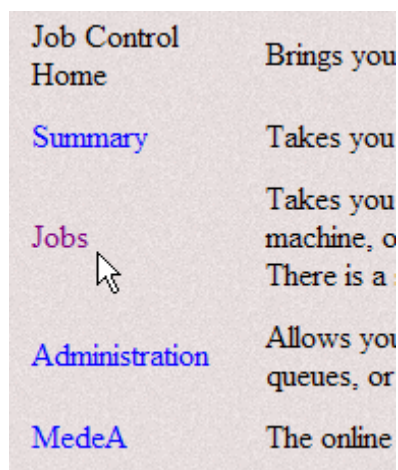 Job Control
Home
Brings you
Summary
Takes you
Jobs
Takes you
machine, o
There is a
Administration
Allows you
queues, or
MedeA
The online